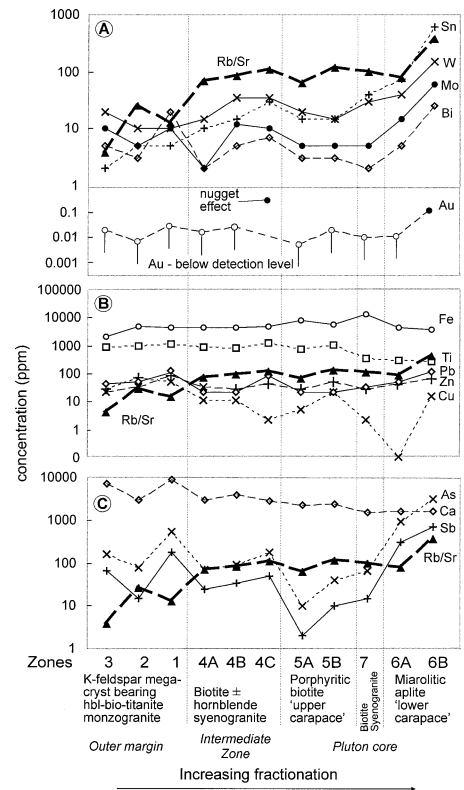 A
1000
100
10
1
Sn
Rb/Sr
W
Mo
Bi
nugget
effect
Au
0.1
0.01
0.001
Au - below detection level
concentration (ppm)
B
100000
10000
1000
100
10
1
0
Fe
Ti
Pb
Zn
Cu
Rb/Sr
C
10000
1000
100
10
1
As
Ca
Sb
Rb/Sr
Zones 3 2 1 4A 4B 4C 5A 5B 7 6A 6B
K-feldspar mega-
cryst bearing
hbl-bio-titanite
monzogranite
Biotite ±
hornblende
syenogranite
Porphyritic
biotite
'upper
carapace'
Biotite
Syenogranite
Miarolitic
aplite
'lower
carapace'
Outer margin
Intermediate
Zone
Pluton core
Increasing fractionation